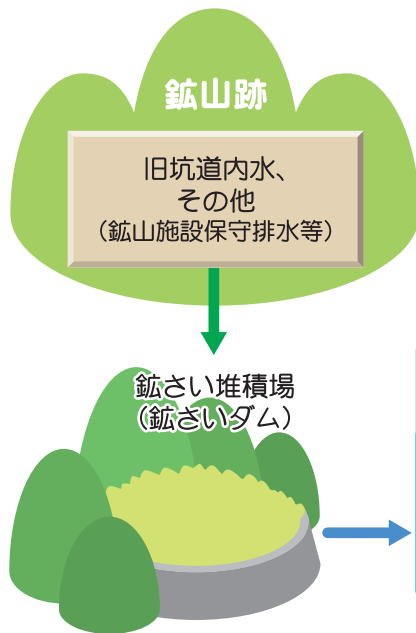 鉱山跡
旧坑道内水、
その他
（鉱山施設保守排水等）
鉱さい堆積場
（鉱さいダム）